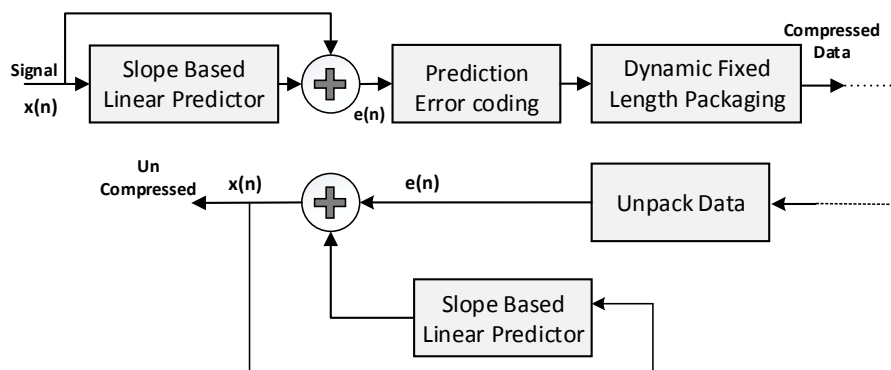 Compressed
Data
Signal
x(n)
Slope Based
Linear Predictor
e(n)
Prediction
Error coding
Dynamic Fixed
Length Packaging
Un
Compressed
x(n)
e(n)
Unpack Data
Slope Based
Linear Predictor